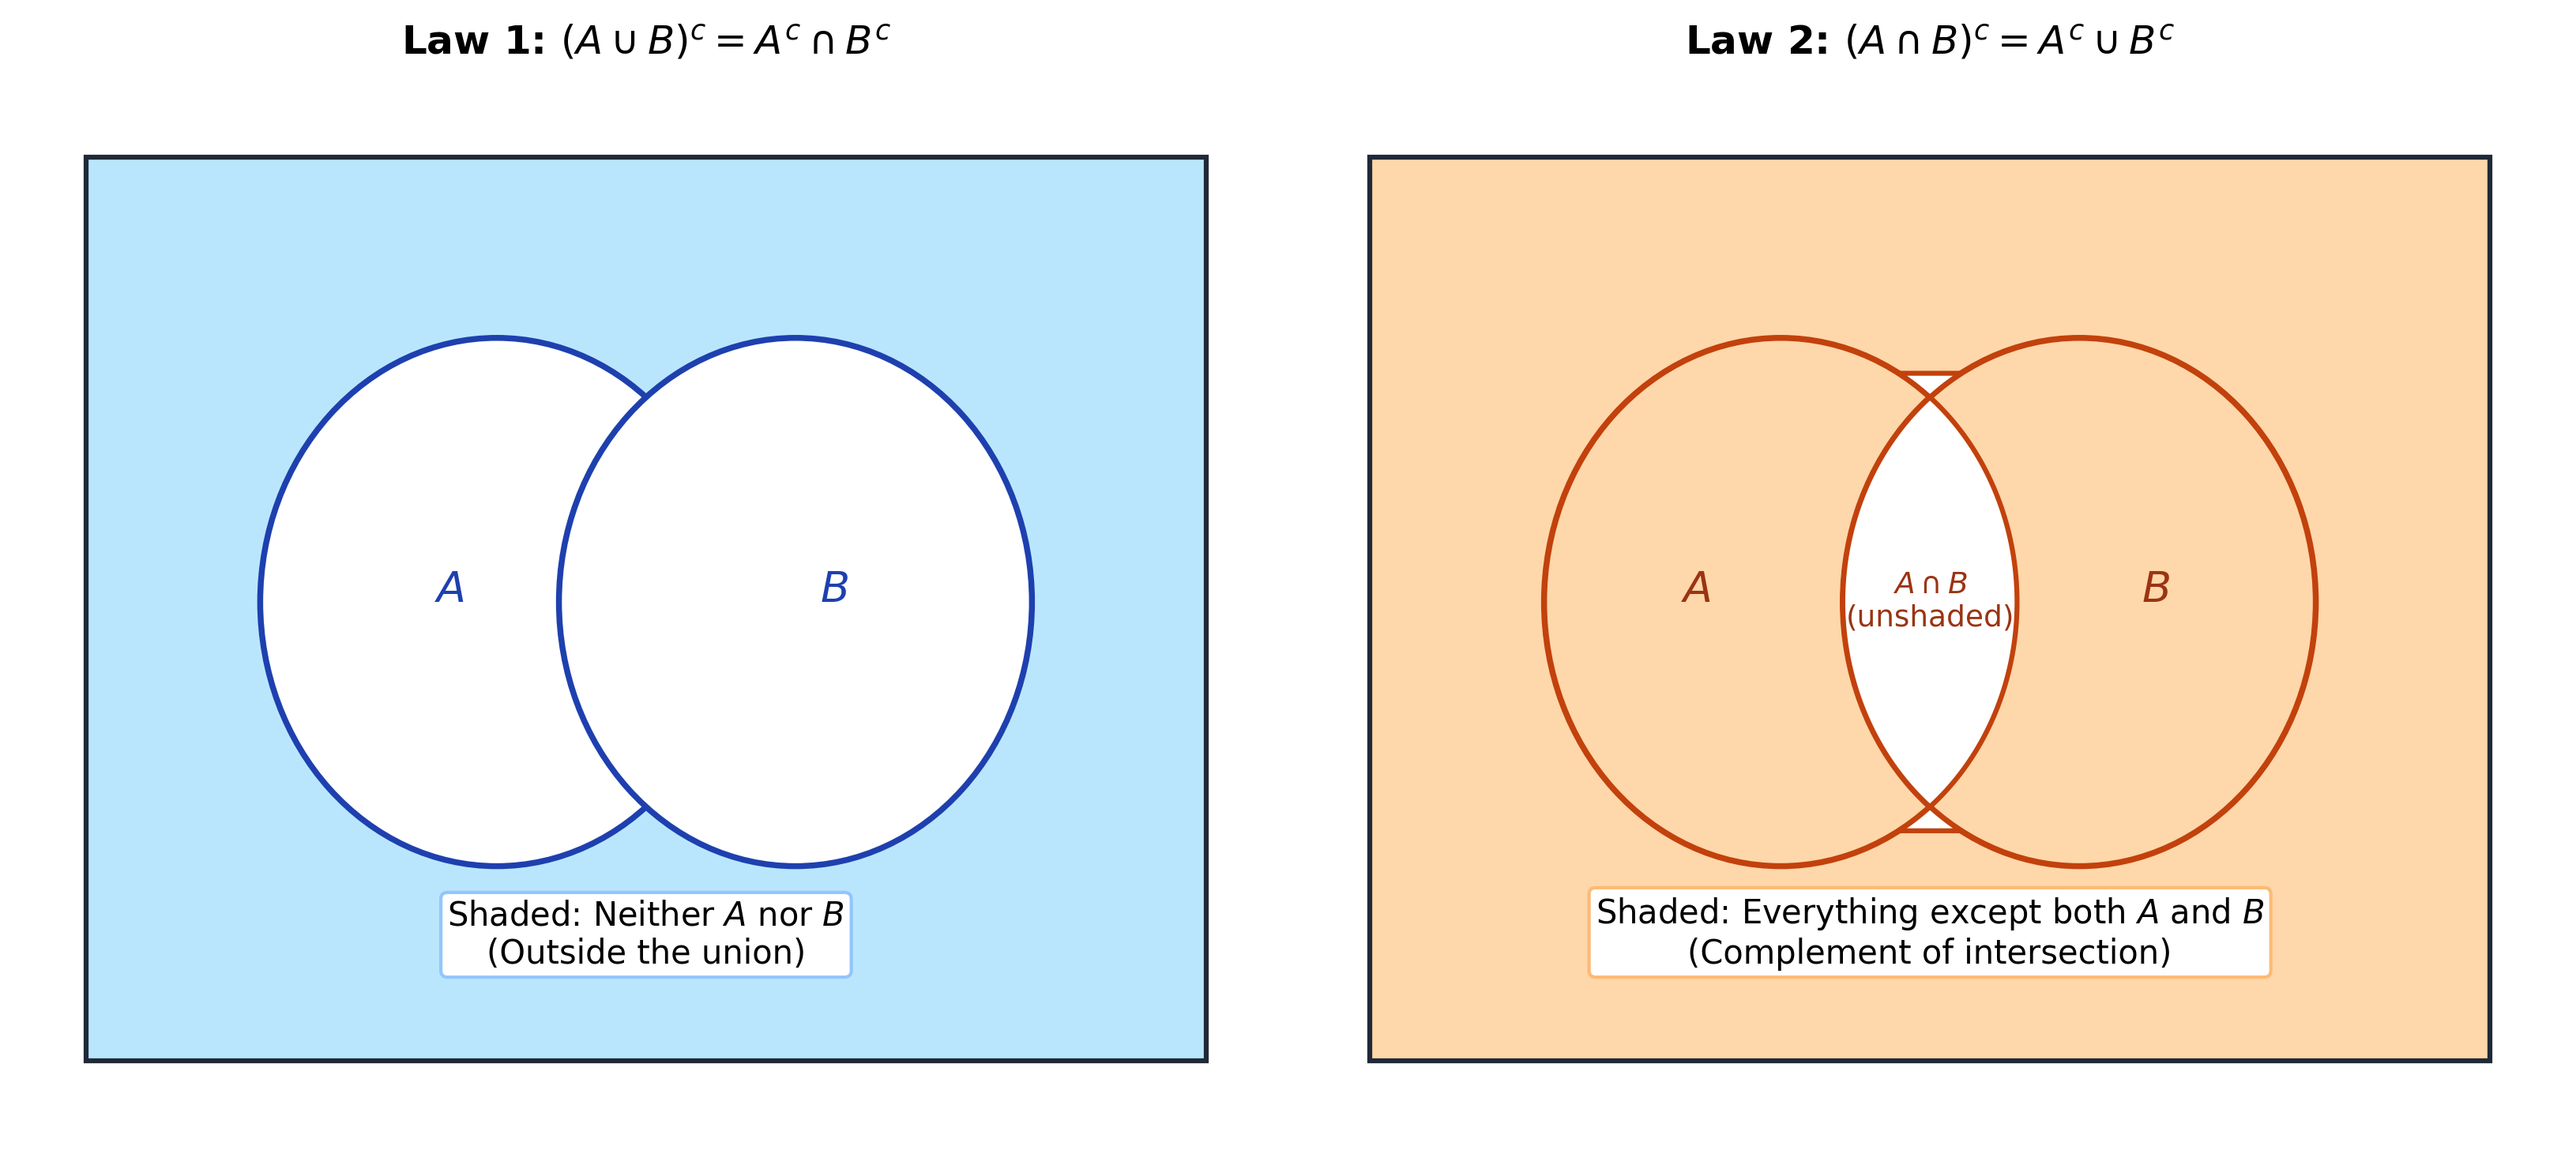 Law 1: (A ∪ B)ᶜ = Aᶜ ∩ Bᶜ
A
B
Shaded: Neither A nor B
(Outside the union)
Law 2: (A ∩ B)ᶜ = Aᶜ ∪ Bᶜ
A
A ∩ B
(unshaded)
B
Shaded: Everything except both A and B
(Complement of intersection)